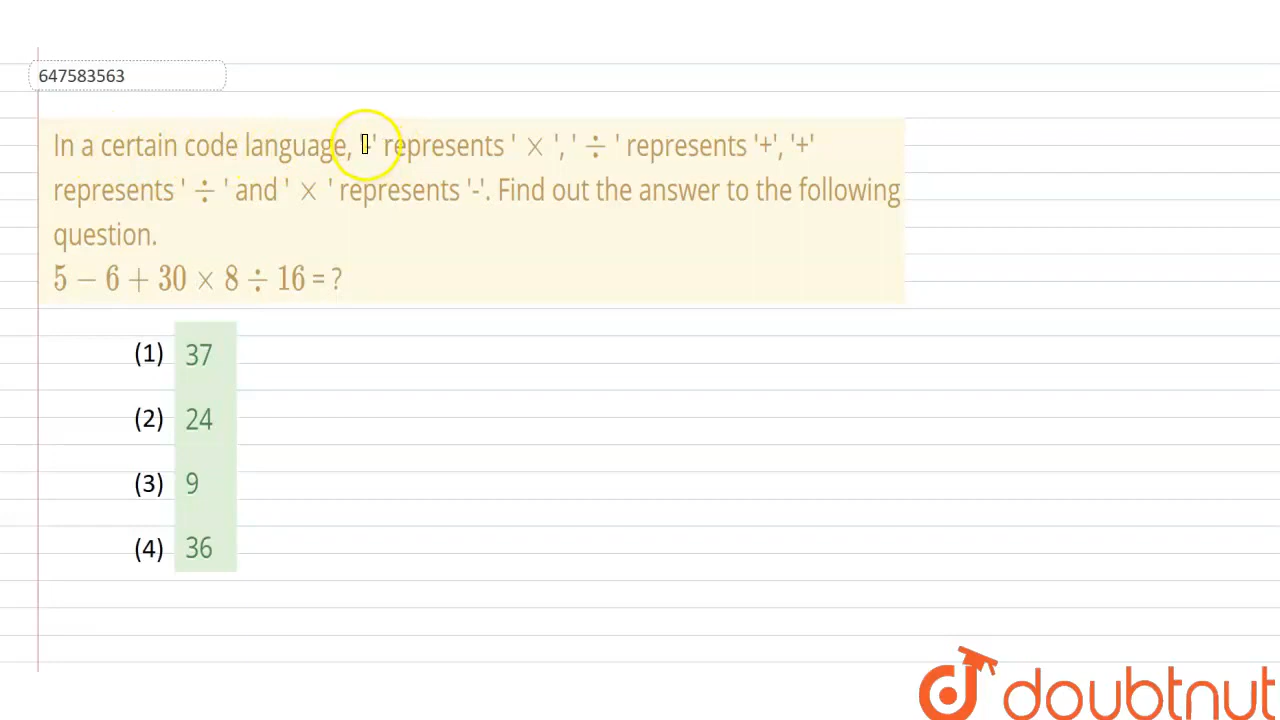 647583563
In a certain code language, '-' represents ' × ', ' ÷ ' represents '+', '+'
represents ' ÷ ' and ' × ' represents '-'. Find out the answer to the following
question.
5 − 6 + 30 × 8 ÷ 16 = ?
(1) 37
(2) 24
(3) 9
(4) 36
doubtnut